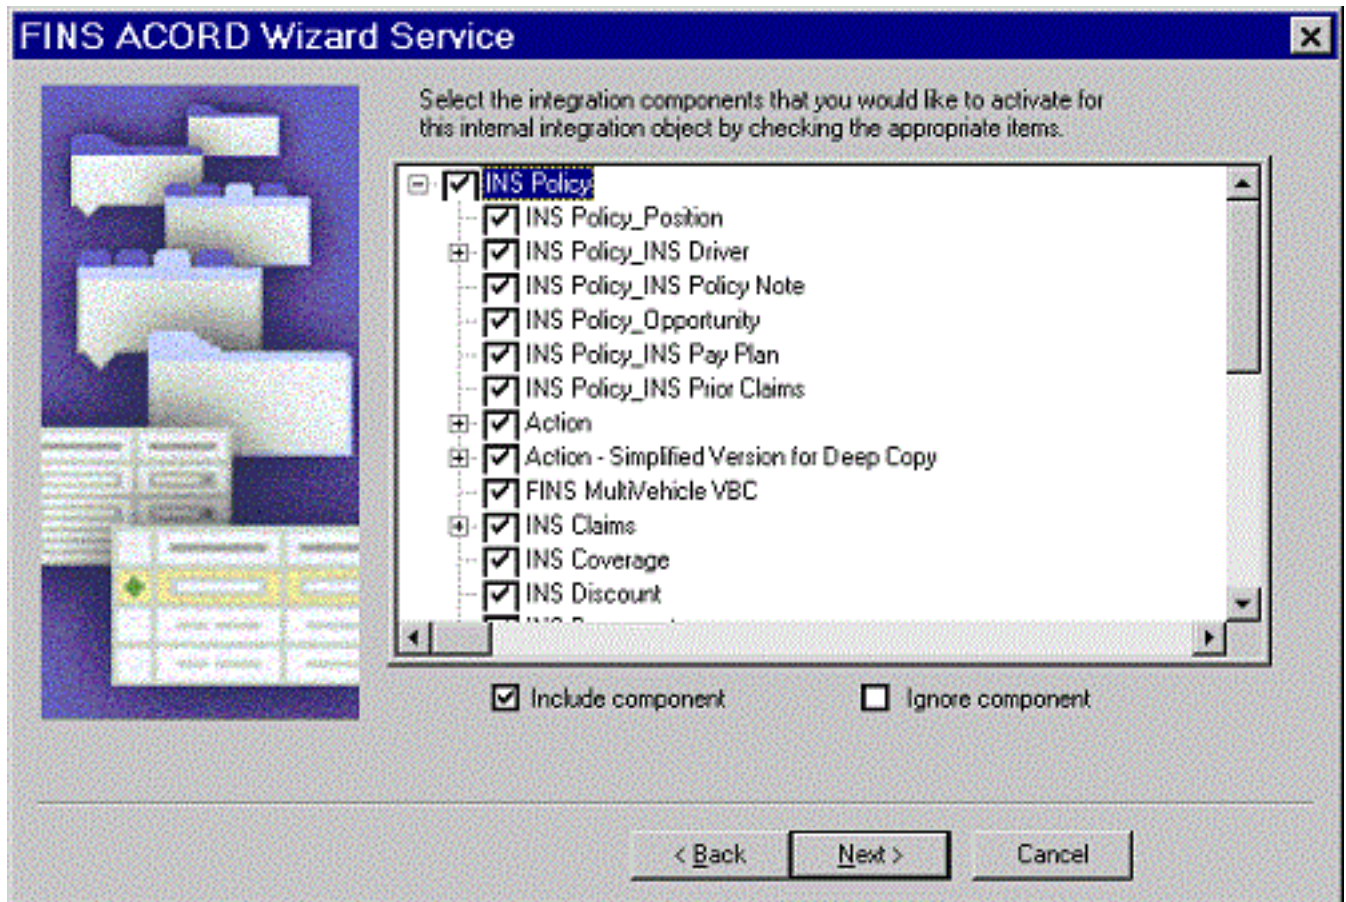 FINS ACORD Wizard Service
Select the integration components that you would like to activate for
this internal integration object by checking the appropriate items.
INS Policy
INS Policy_Position
INS Policy_INS Driver
INS Policy_INS Policy Note
INS Policy_Opportunity
INS Policy_INS Pay Plan
INS Policy_INS Prior Claims
Action
Action - Simplified Version for Deep Copy
FINS MultiVehicle VBC
INS Claims
INS Coverage
INS Discount
Include component
Ignore component
< Back
Next >
Cancel